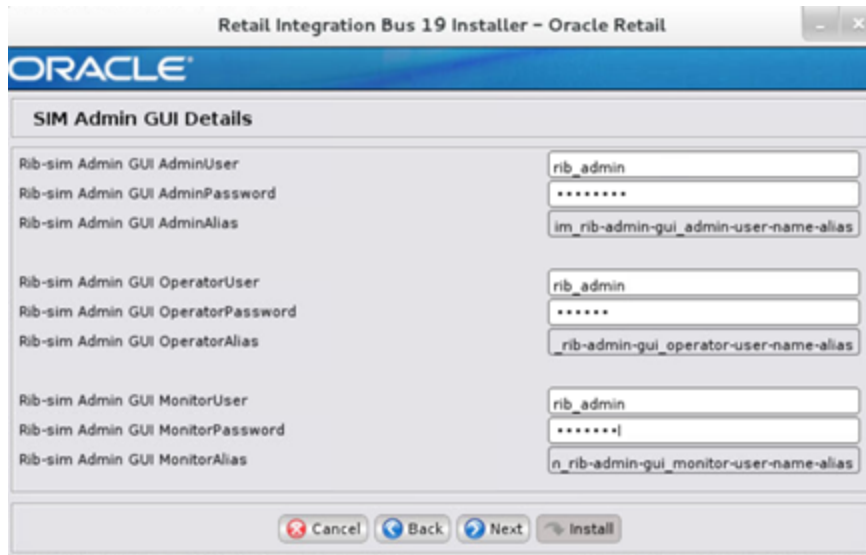 Retail Integration Bus 19 Installer – Oracle Retail
ORACLE
SIM Admin GUI Details
Rib-sim Admin GUI AdminUser rib_admin
Rib-sim Admin GUI AdminPassword ••••••••
Rib-sim Admin GUI AdminAlias im_rib-admin-gui_admin-user-name-alias
Rib-sim Admin GUI OperatorUser rib_admin
Rib-sim Admin GUI OperatorPassword ••••••
Rib-sim Admin GUI OperatorAlias _rib-admin-gui_operator-user-name-alias
Rib-sim Admin GUI MonitorUser rib_admin
Rib-sim Admin GUI MonitorPassword •••••••
Rib-sim Admin GUI MonitorAlias n_rib-admin-gui_monitor-user-name-alias
Cancel Back Next Install